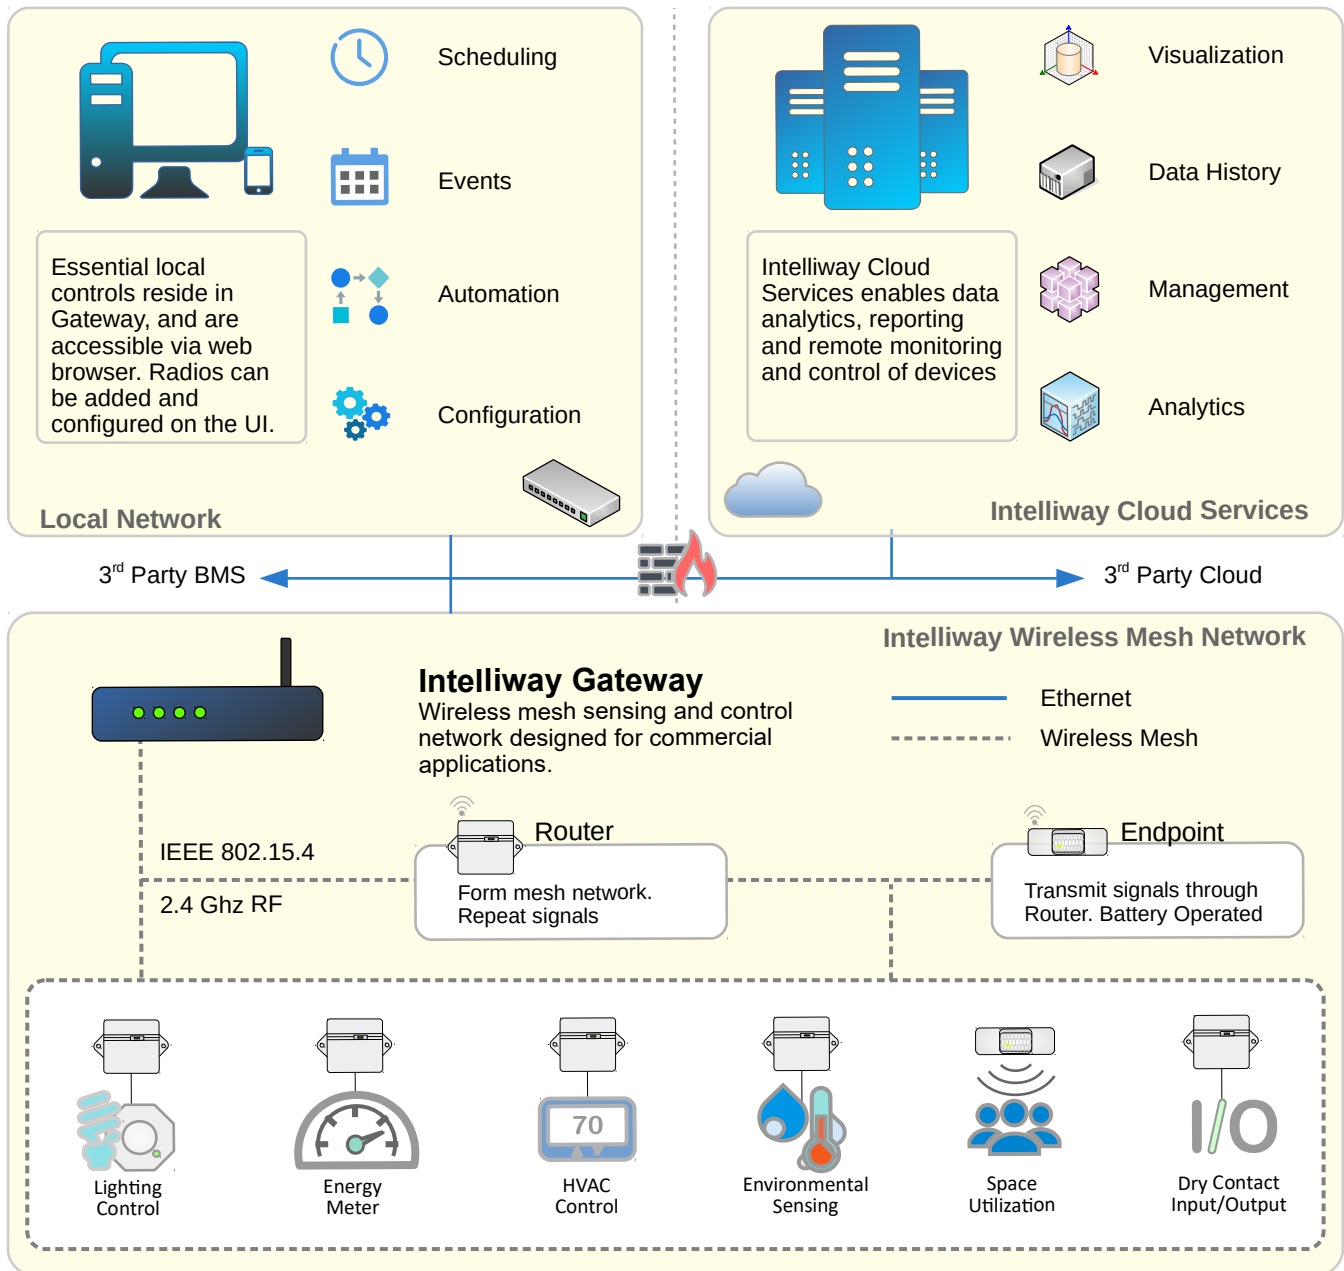 Scheduling
Events
Automation
Configuration
Essential local
controls reside in
Gateway, and are
accessible via web
browser. Radios can
be added and
configured on the UI.
Local Network
Visualization
Data History
Management
Analytics
Intelliway Cloud
Services enables data
analytics, reporting
and remote monitoring
and control of devices
Intelliway Cloud Services
3rd Party BMS
3rd Party Cloud
Intelliway Wireless Mesh Network
Intelliway Gateway
Wireless mesh sensing and control
network designed for commercial
applications.
Ethernet
Wireless Mesh
IEEE 802.15.4
2.4 Ghz RF
Router
Form mesh network.
Repeat signals
Endpoint
Transmit signals through
Router. Battery Operated
70
I/O
Lighting
Control
Energy
Meter
HVAC
Control
Environmental
Sensing
Space
Utilization
Dry Contact
Input/Output